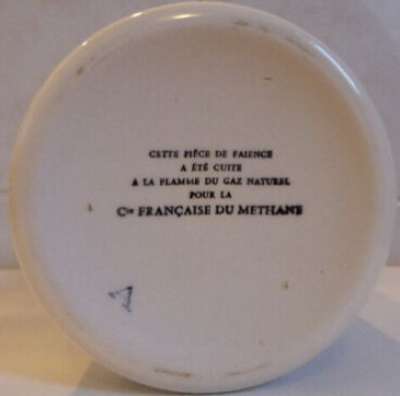 CETTE PIÈCE DE FAIENCE
A ÉTÉ CUITE
A LA FLAMME DU GAZ NATUREL
POUR LA
Cie FRANÇAISE DU METHANE